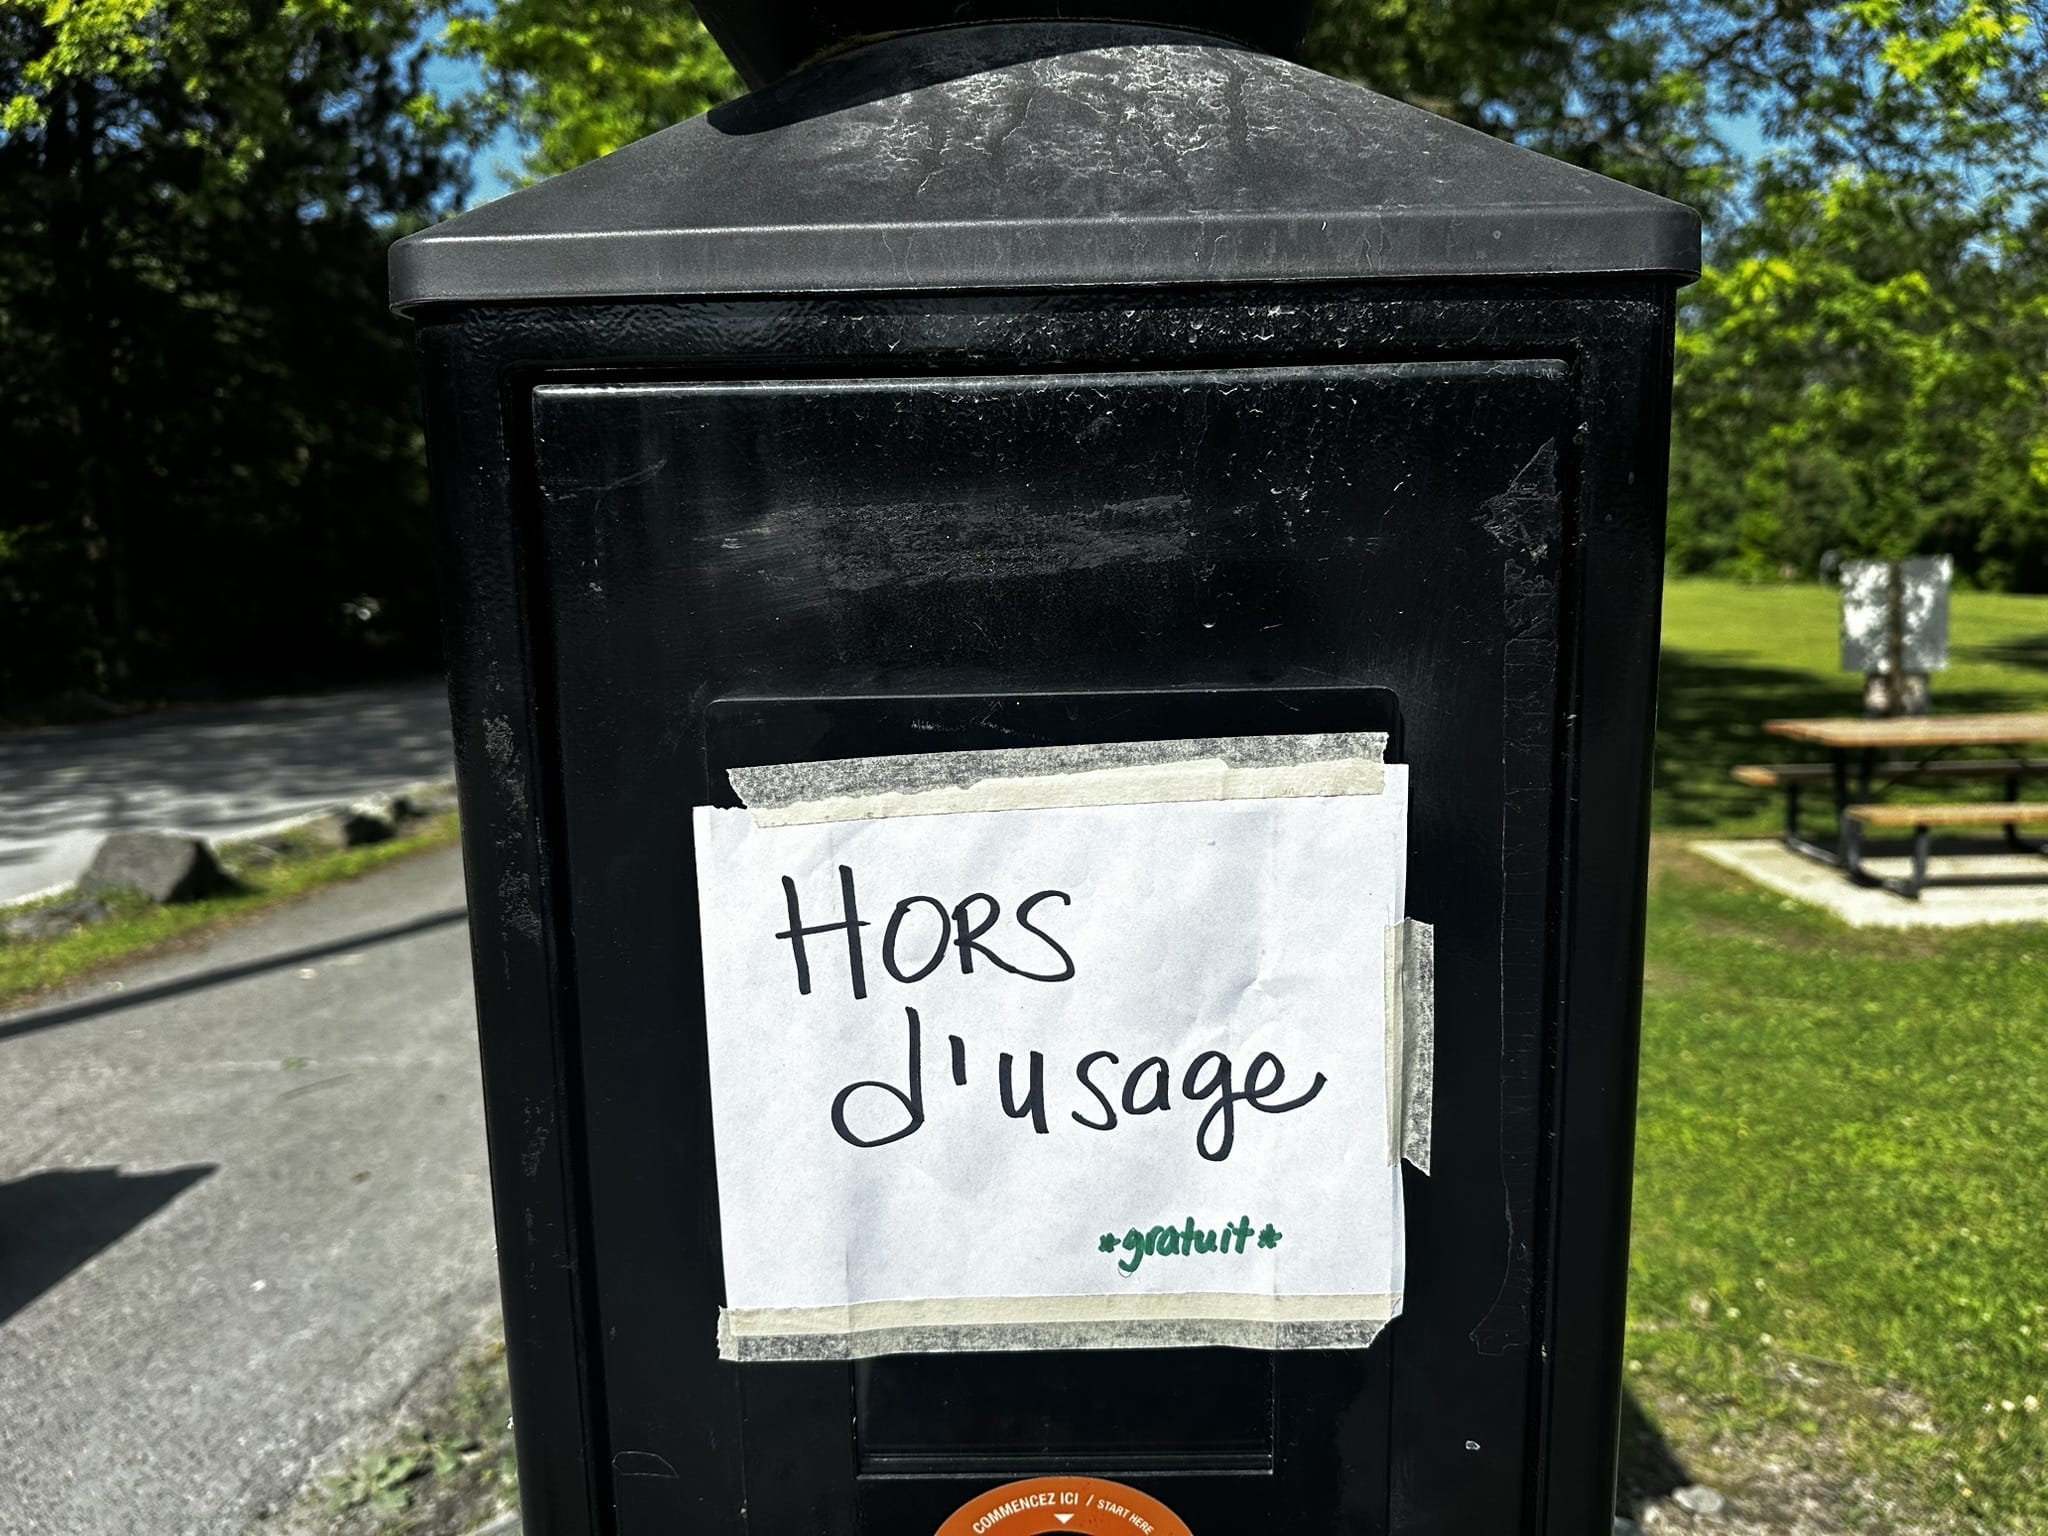 HORS
d'usage
*gratuit*
COMMENCEZ ICI / START HERE